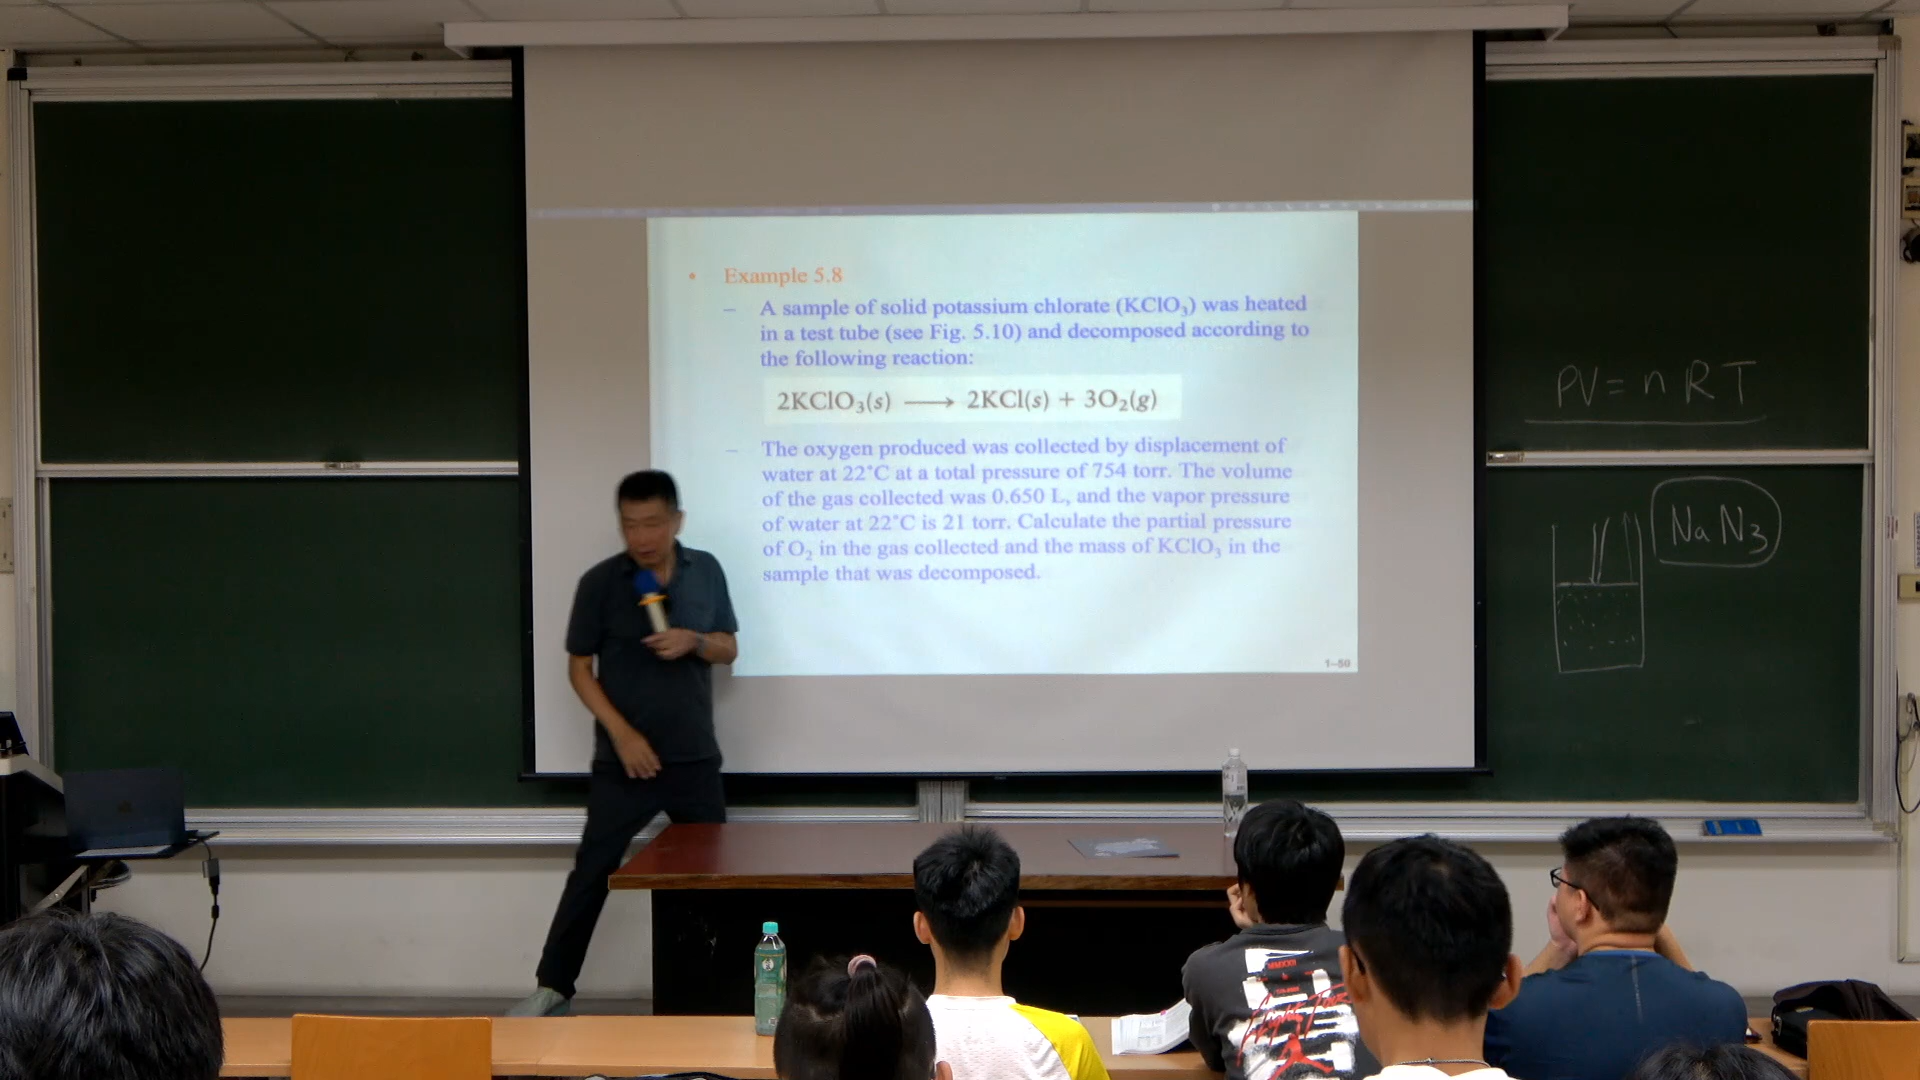 • Example 5.8
– A sample of solid potassium chlorate (KClO₃) was heated
in a test tube (see Fig. 5.10) and decomposed according to
the following reaction:
2KClO₃(s) ⟶ 2KCl(s) + 3O₂(g)
– The oxygen produced was collected by displacement of
water at 22°C at a total pressure of 754 torr. The volume
of the gas collected was 0.650 L, and the vapor pressure
of water at 22°C is 21 torr. Calculate the partial pressure
of O₂ in the gas collected and the mass of KClO₃ in the
sample that was decomposed.
1–50
PV = nRT
NaN₃